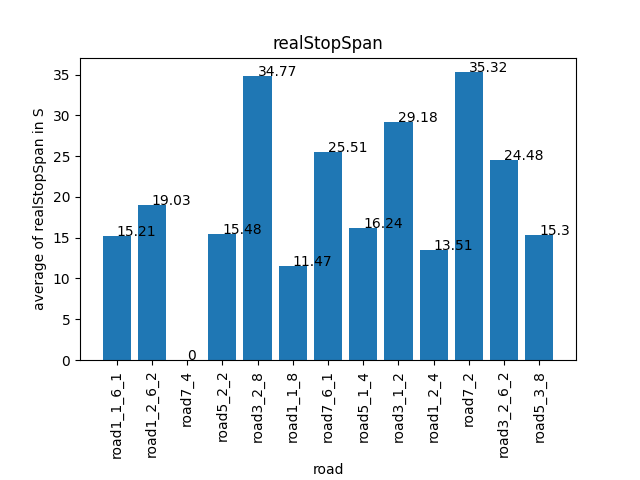 realStopSpan
average of realStopSpan in S
35
30
25
20
15
10
5
0
15.21
19.03
0
15.48
34.77
11.47
25.51
16.24
29.18
13.51
35.32
24.48
15.3
road1_1_6_1
road1_2_6_2
road7_4
road5_2_2
road3_2_8
road1_1_8
road7_6_1
road5_1_4
road3_1_2
road1_2_4
road7_2
road3_2_6_2
road5_3_8
road